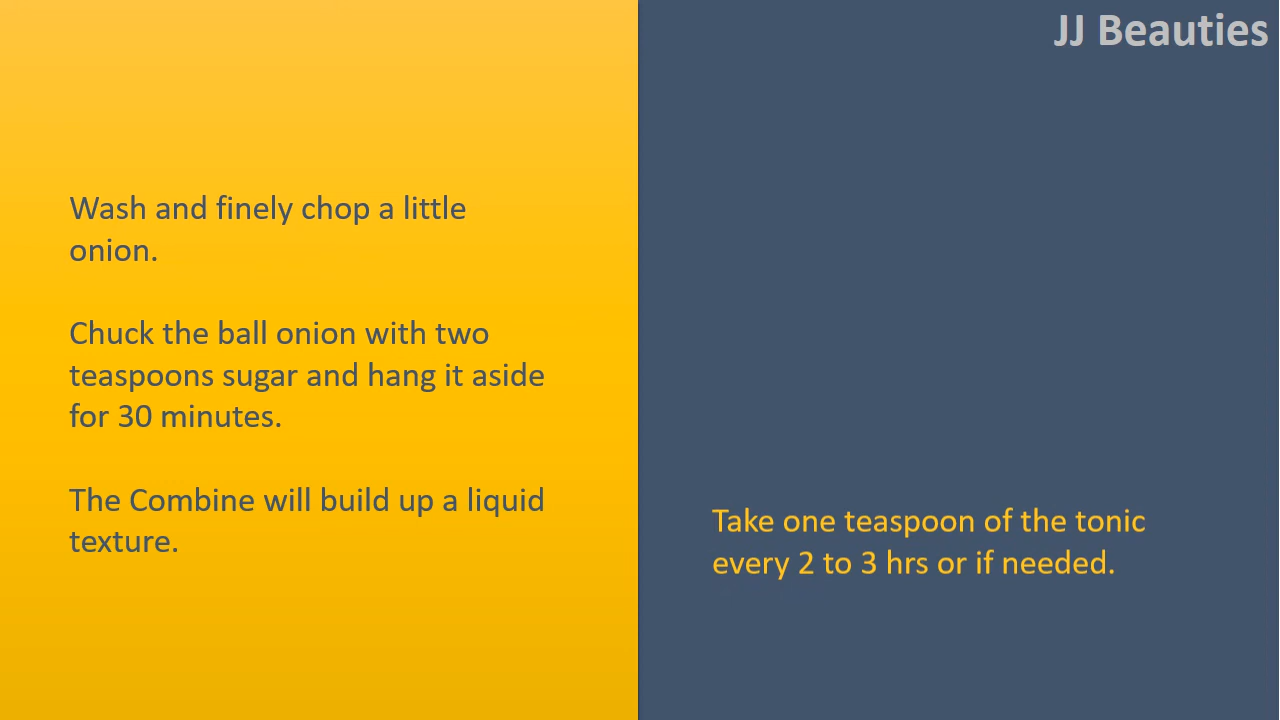 JJ Beauties
Wash and finely chop a little
onion.
Chuck the ball onion with two
teaspoons sugar and hang it aside
for 30 minutes.
The Combine will build up a liquid
texture.
Take one teaspoon of the tonic
every 2 to 3 hrs or if needed.